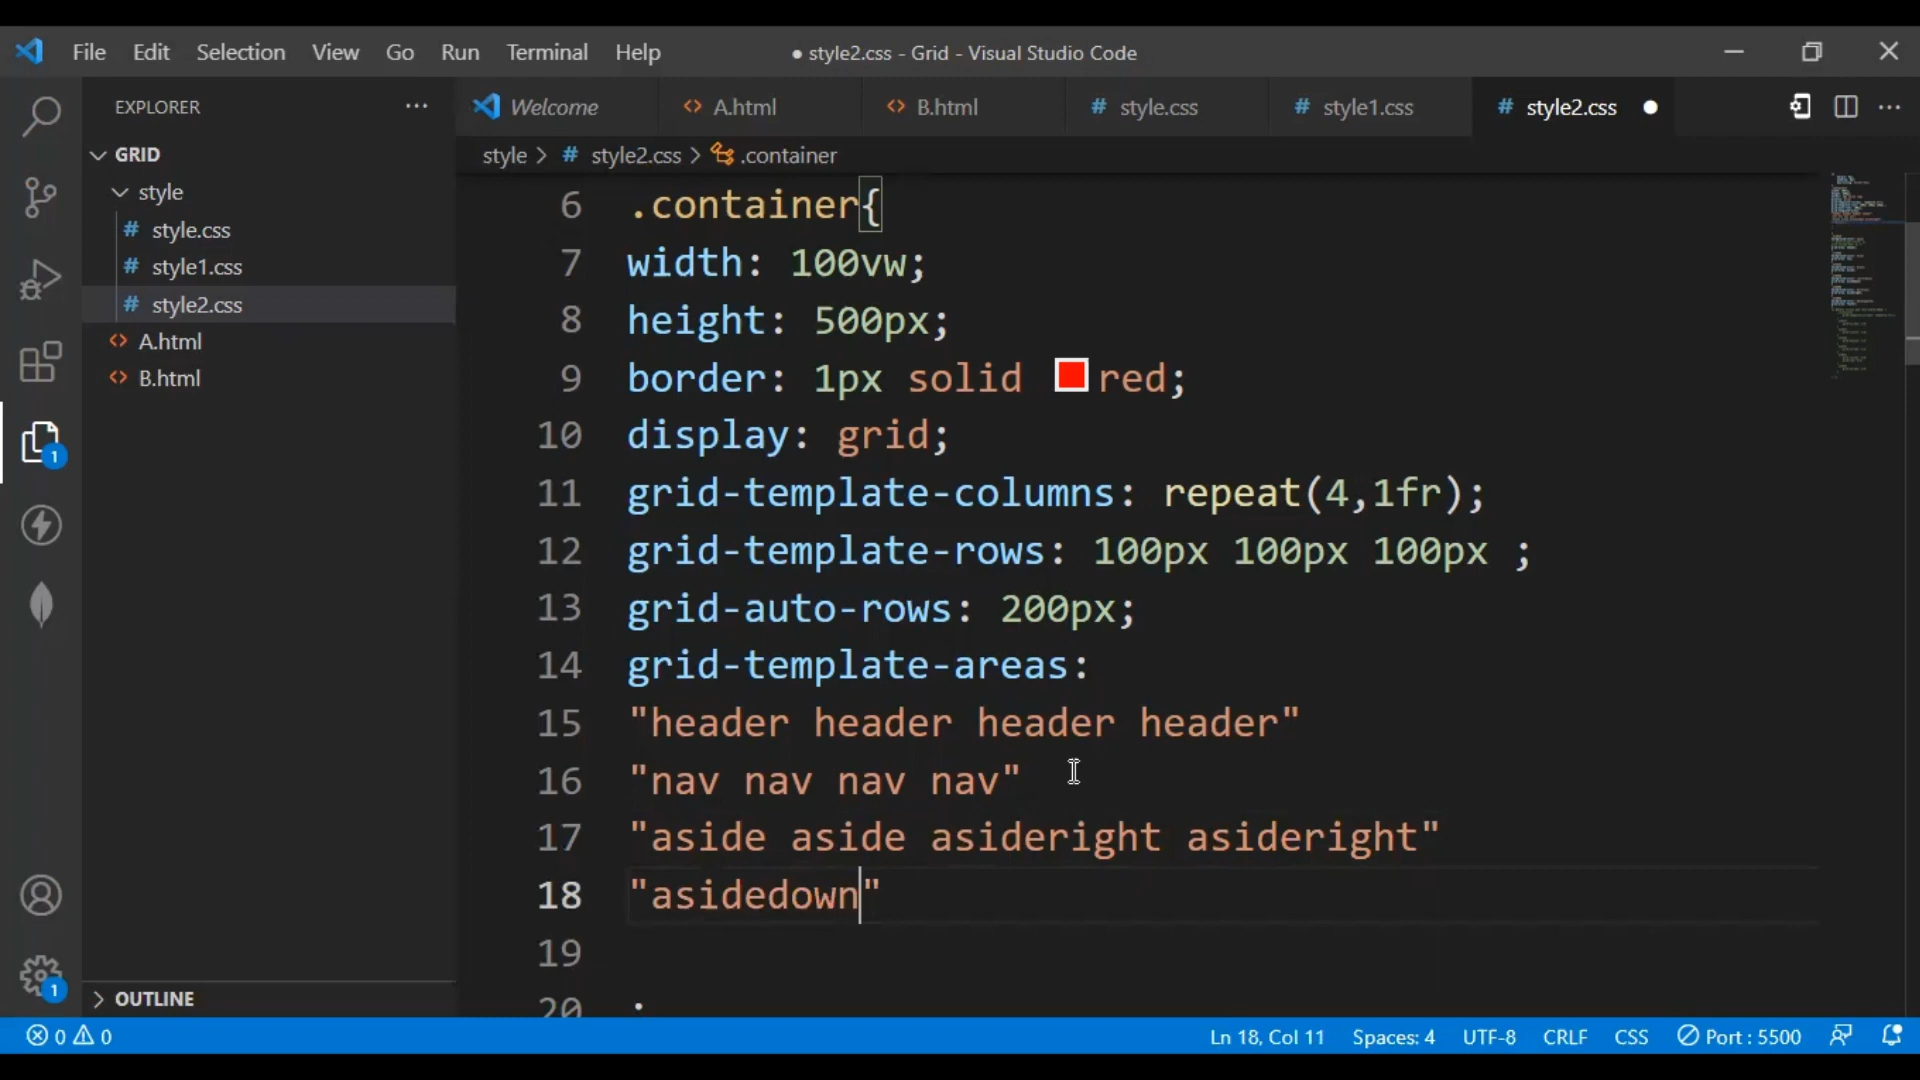 File Edit Selection View Go Run Terminal Help ● style2.css - Grid - Visual Studio Code
EXPLORER ···
Welcome <> A.html <> B.html # style.css # style1.css # style2.css ● ···
GRID
style > # style2.css > .container
style
# style.css
# style1.css
# style2.css
<> A.html
<> B.html
6 .container{
7 width: 100vw;
8 height: 500px;
9 border: 1px solid red;
10 display: grid;
11 grid-template-columns: repeat(4,1fr);
12 grid-template-rows: 100px 100px 100px ;
13 grid-auto-rows: 200px;
14 grid-template-areas:
15 "header header header header"
16 "nav nav nav nav"
17 "aside aside asideright asideright"
18 "asidedown"
19
20
1
1
> OUTLINE
0 0 Ln 18, Col 11 Spaces: 4 UTF-8 CRLF CSS Port : 5500